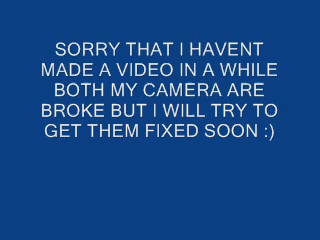 SORRY THAT I HAVENT
MADE A VIDEO IN A WHILE
BOTH MY CAMERA ARE
BROKE BUT I WILL TRY TO
GET THEM FIXED SOON :)